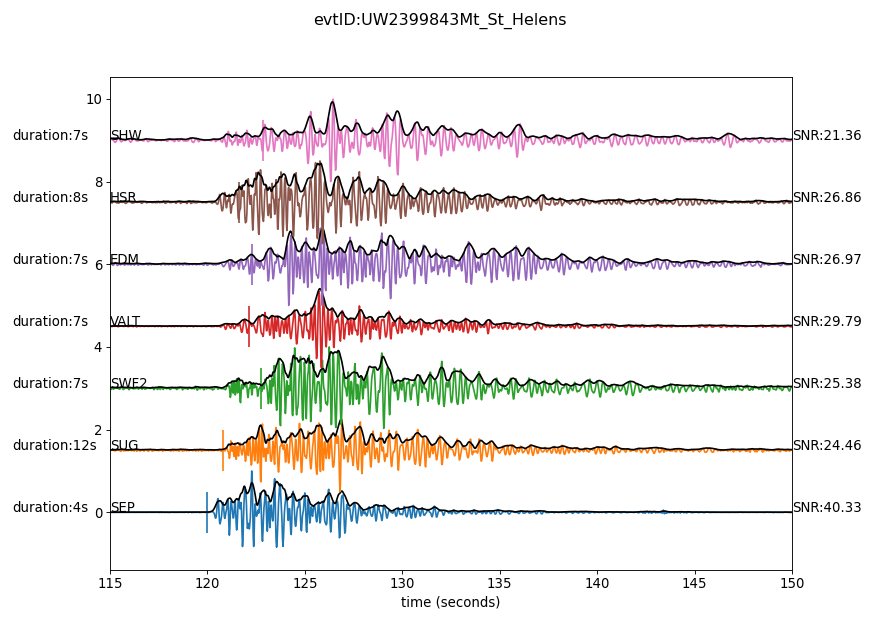 evtID:UW2399843Mt_St_Helens
10
duration:7s SHW SNR:21.36
8
duration:8s HSR SNR:26.86
duration:7s EDM SNR:26.97
6
duration:7s VALT SNR:29.79
4
duration:7s SWF2 SNR:25.38
2
duration:12s SUG SNR:24.46
duration:4s SEP SNR:40.33
0
115 120 125 130 135 140 145 150
time (seconds)